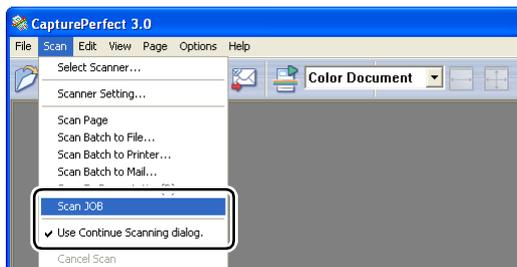 CapturePerfect 3.0
File Scan Edit View Page Options Help
Select Scanner...
Color Document
Scanner Setting...
Scan Page
Scan Batch to File...
Scan Batch to Printer...
Scan Batch to Mail...
Scan JOB
Use Continue Scanning dialog.
Cancel Scan